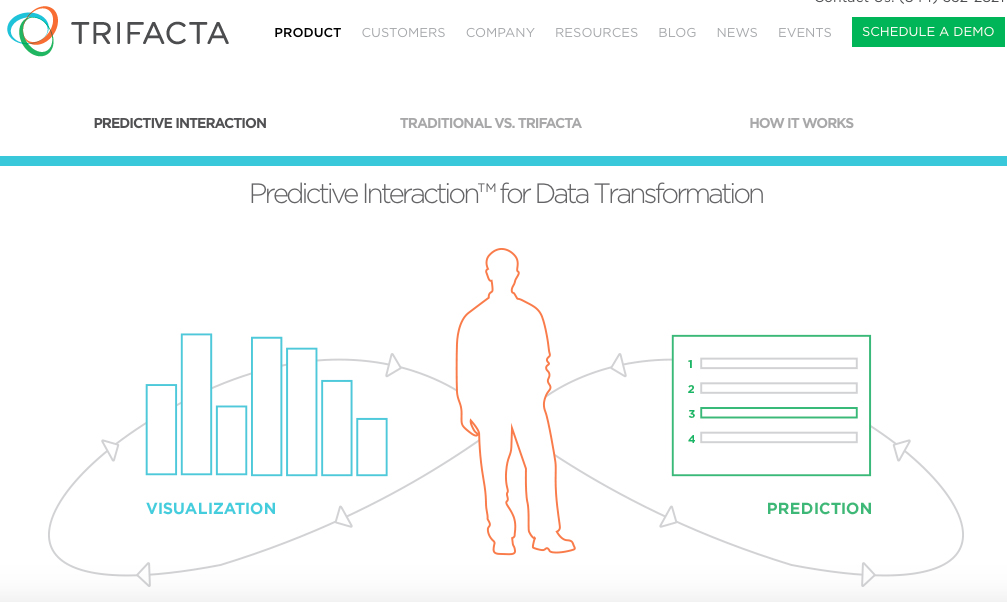 TRIFACTA
PRODUCT CUSTOMERS COMPANY RESOURCES BLOG NEWS EVENTS SCHEDULE A DEMO
PREDICTIVE INTERACTION TRADITIONAL VS. TRIFACTA HOW IT WORKS
Predictive Interaction™ for Data Transformation
1
2
3
4
VISUALIZATION PREDICTION